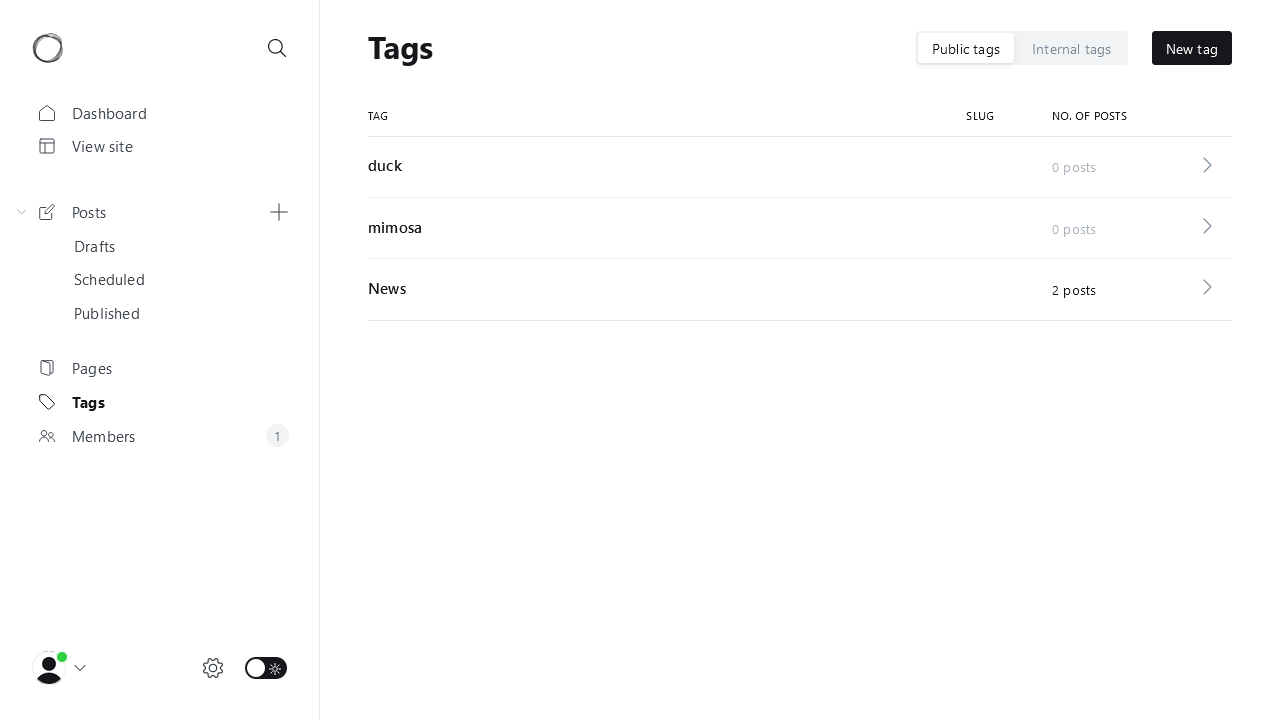 Tags
Public tags
Internal tags
New tag
Dashboard
View site
Posts
Drafts
Scheduled
Published
Pages
Tags
Members
1
TAG
SLUG
NO. OF POSTS
duck
0 posts
mimosa
0 posts
News
2 posts